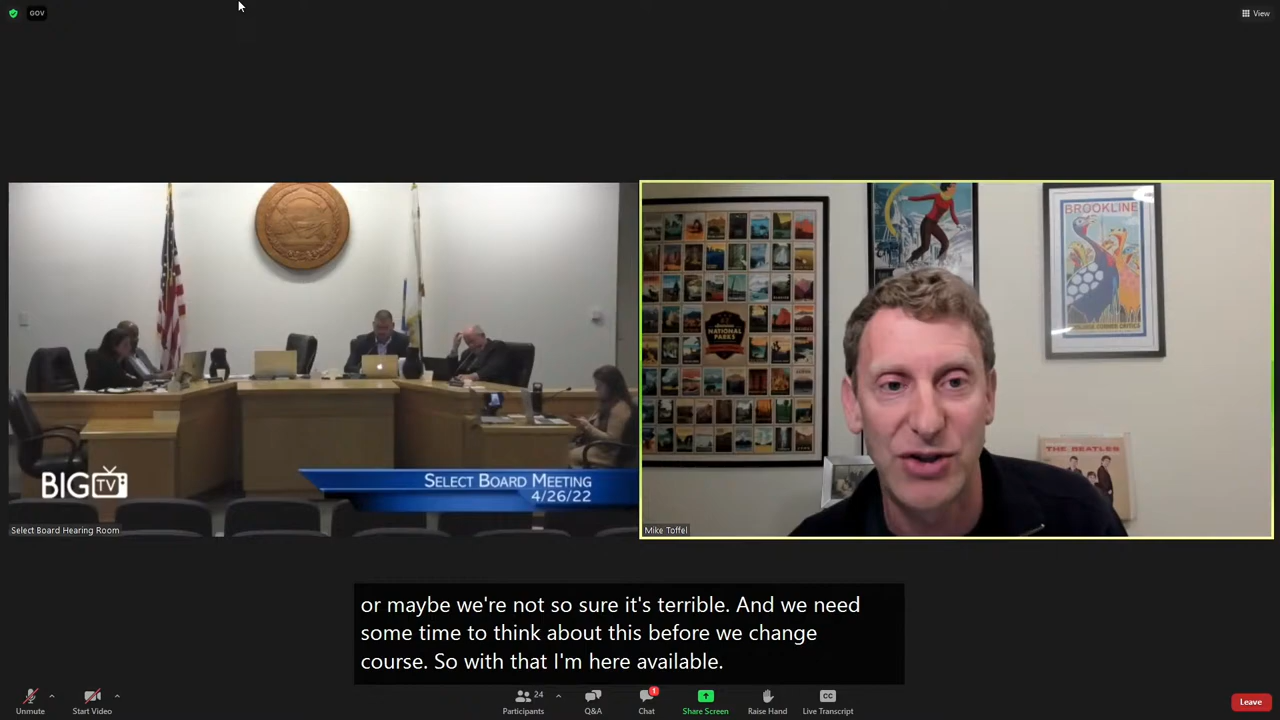 GOV
View
BROOKLINE
NATIONAL
PARKS
THE BEATLES
BIG TV
SELECT BOARD MEETING
4/26/22
Select Board Hearing Room
Mike Toffel
or maybe we're not so sure it's terrible. And we need
some time to think about this before we change
course. So with that I'm here available.
Unmute
Start Video
24
Participants
Q&A
1
Chat
Share Screen
Raise Hand
CC
Live Transcript
Leave